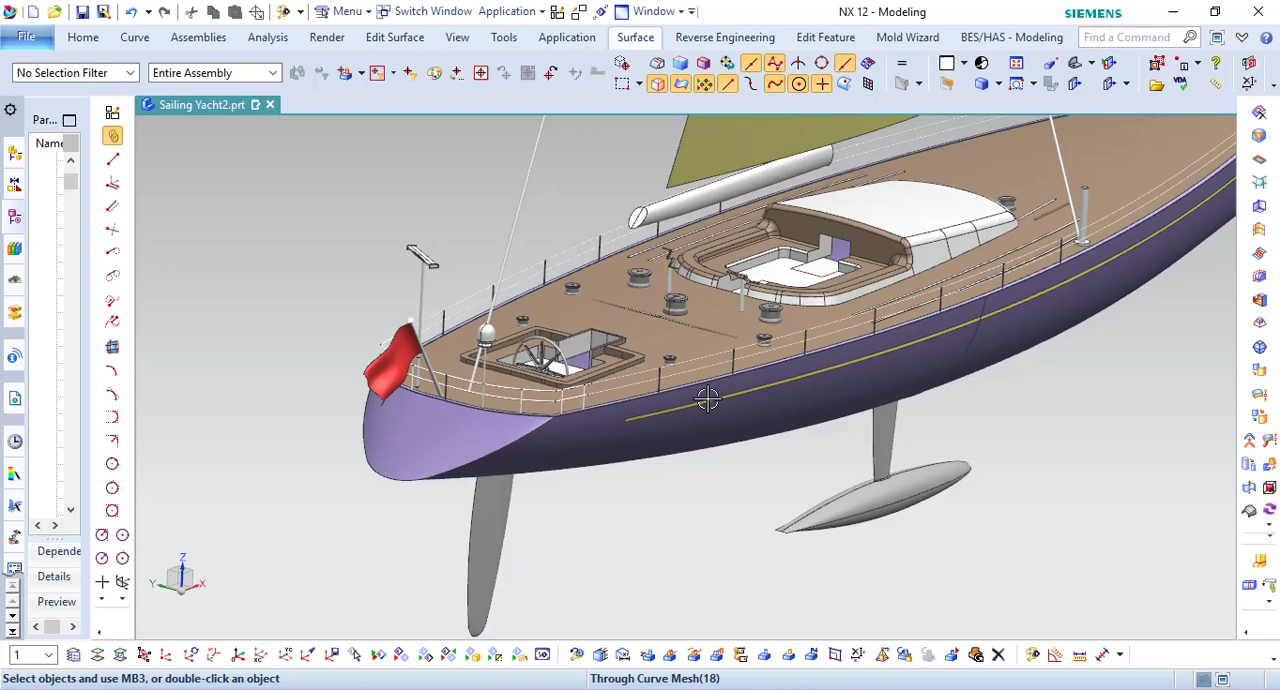 Menu Switch Window Application Window NX 12 - Modeling SIEMENS
File Home Curve Assemblies Analysis Render Edit Surface View Tools Application Surface Reverse Engineering Edit Feature Mold Wizard BES/HAS - Modeling Find a Command
No Selection Filter Entire Assembly
Par... Sailing Yacht2.prt
Name
Z
Y X
Depende
Details
Preview
1
Select objects and use MB3, or double-click an object Through Curve Mesh(18)